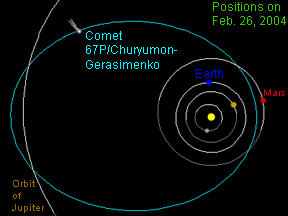 Positions on
Feb. 26, 2004
Comet
67P/Churyumon-
Gerasimenko
Earth
Mars
Orbit
of
Jupiter